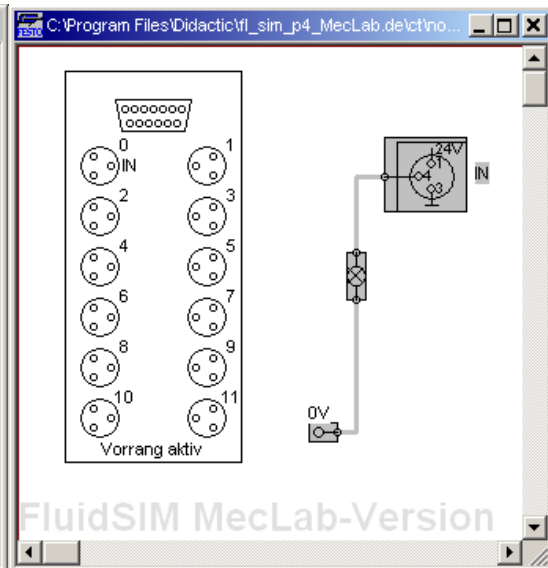 FESTO C:\Program Files\Didactic\fl_sim_p4_MecLab.de\ct\no...
0 1
IN
2 3
4 5
6 7
8 9
10 11
Vorrang aktiv
24V
1
4
3
IN
0V
FluidSIM MecLab-Version